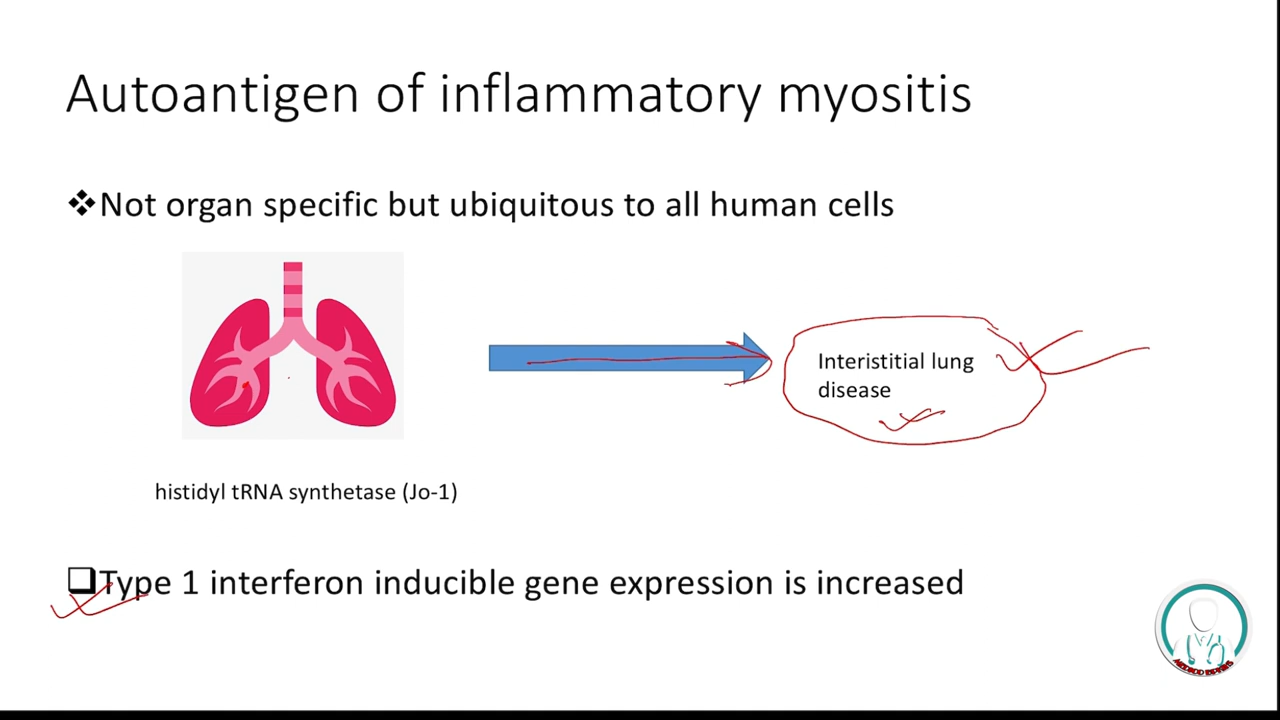 Autoantigen of inflammatory myositis
❖Not organ specific but ubiquitous to all human cells
Interistitial lung
disease
histidyl tRNA synthetase (Jo-1)
❑Type 1 interferon inducible gene expression is increased